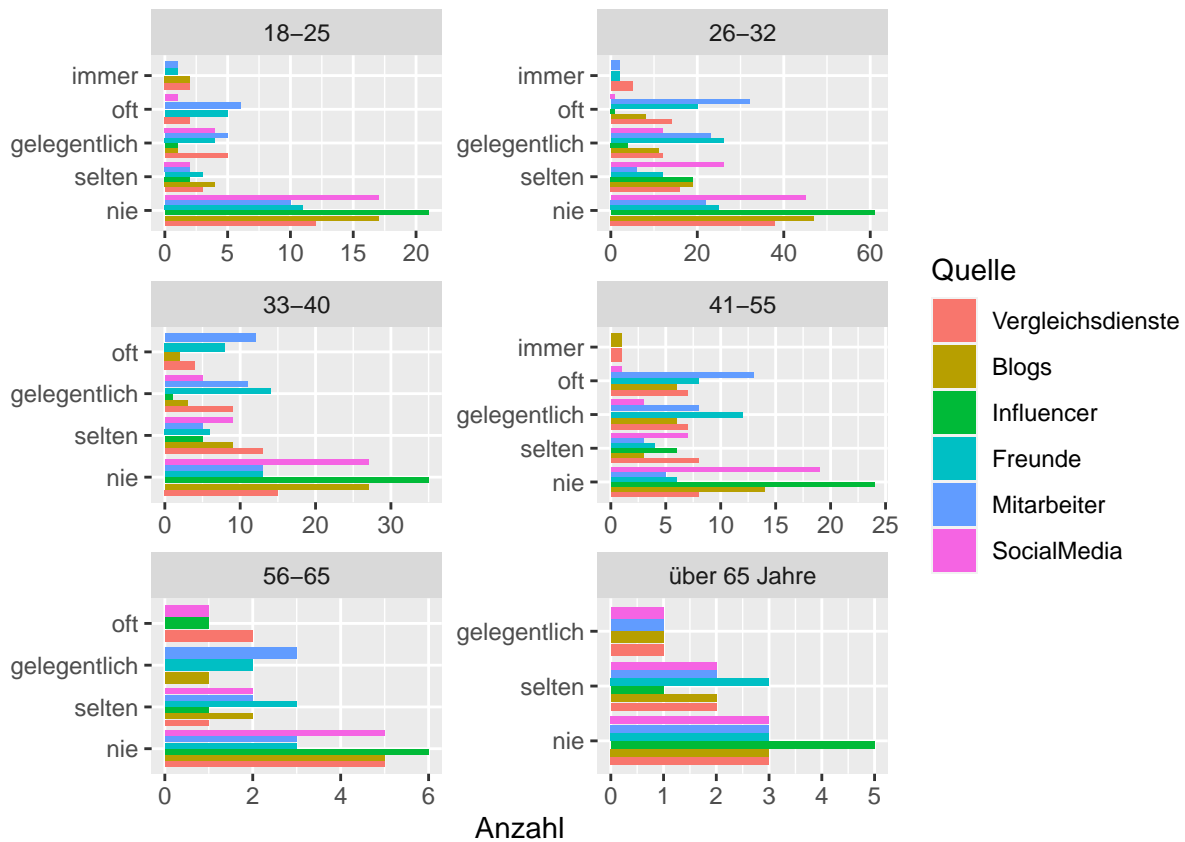 18−25
immer
oft
gelegentlich
selten
nie
0 5 10 15 20
26−32
immer
oft
gelegentlich
selten
nie
0 20 40 60
33−40
oft
gelegentlich
selten
nie
0 10 20 30
41−55
immer
oft
gelegentlich
selten
nie
0 5 10 15 20 25
56−65
oft
gelegentlich
selten
nie
0 2 4 6
über 65 Jahre
gelegentlich
selten
nie
0 1 2 3 4 5
Anzahl
Quelle
Vergleichsdienste
Blogs
Influencer
Freunde
Mitarbeiter
SocialMedia